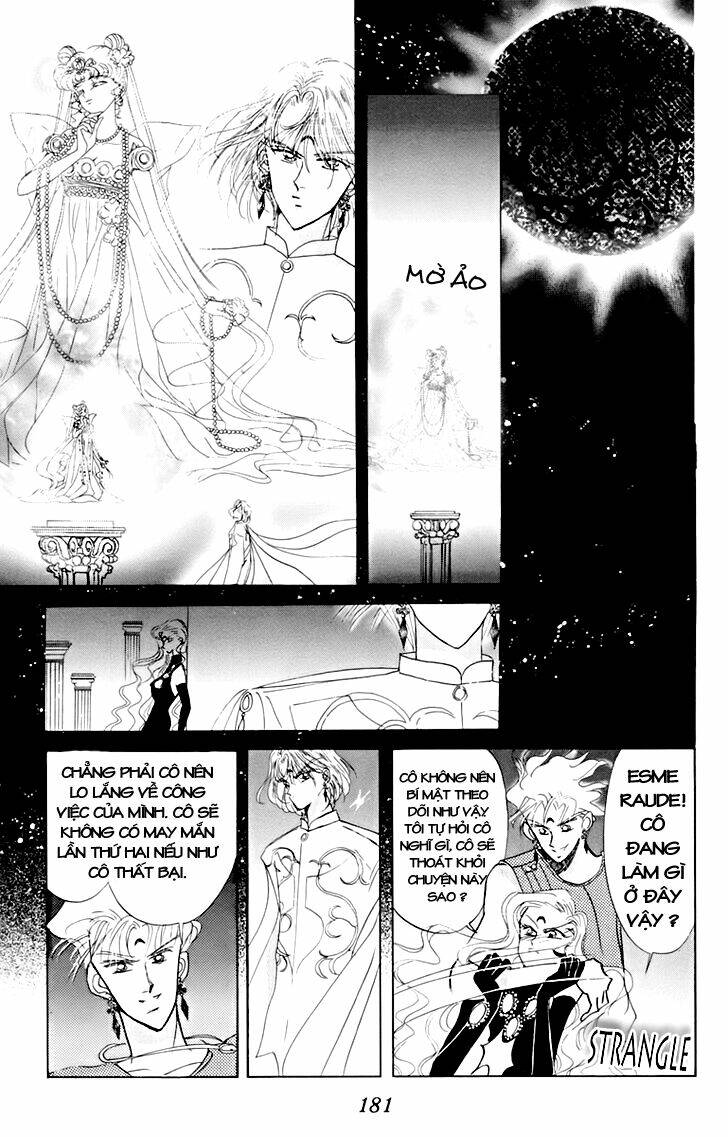 MỜ ẢO
ESME
RAUDE!
CÔ
ĐANG
LÀM GÌ
Ở ĐÂY
VẬY ?
CÔ KHÔNG NÊN
BÍ MẬT THEO
DÕI NHƯ VẬY
TÔI TỰ HỎI CÔ
NGHĨ GÌ, CÔ SẼ
THOÁT KHỎI
CHUYỆN NÀY
SAO ?
STRANGLE
CHẲNG PHẢI CÔ NÊN
LO LẮNG VỀ CÔNG
VIỆC CỦA MÌNH. CÔ SẼ
KHÔNG CÓ MAY MẮN
LẦN THỨ HAI NẾU NHƯ
CÔ THẤT BẠI.
181